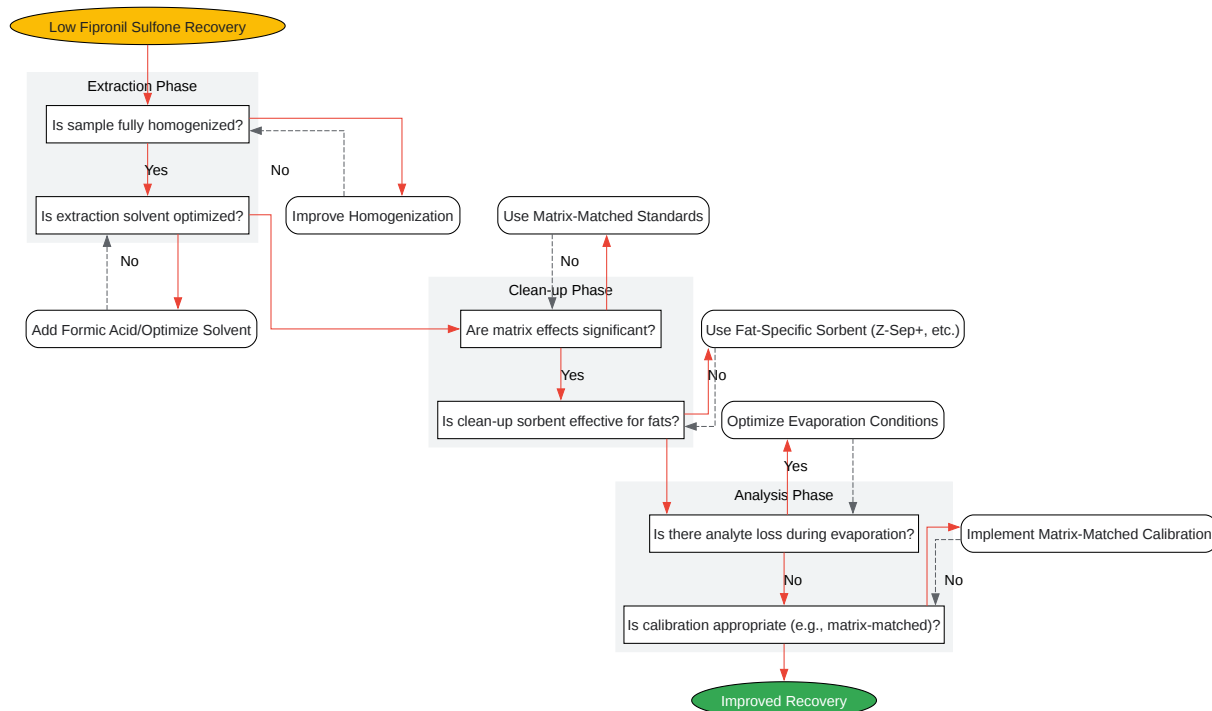 Low Fipronil Sulfone Recovery
Extraction Phase
Is sample fully homogenized?
Yes
No
Is extraction solvent optimized?
Improve Homogenization
Use Matrix-Matched Standards
No
No
Clean-up Phase
Add Formic Acid/Optimize Solvent
Are matrix effects significant?
Use Fat-Specific Sorbent (Z-Sep+, etc.)
Yes
No
Is clean-up sorbent effective for fats?
Optimize Evaporation Conditions
Yes
Analysis Phase
Is there analyte loss during evaporation?
Implement Matrix-Matched Calibration
No
No
Is calibration appropriate (e.g., matrix-matched)?
Improved Recovery